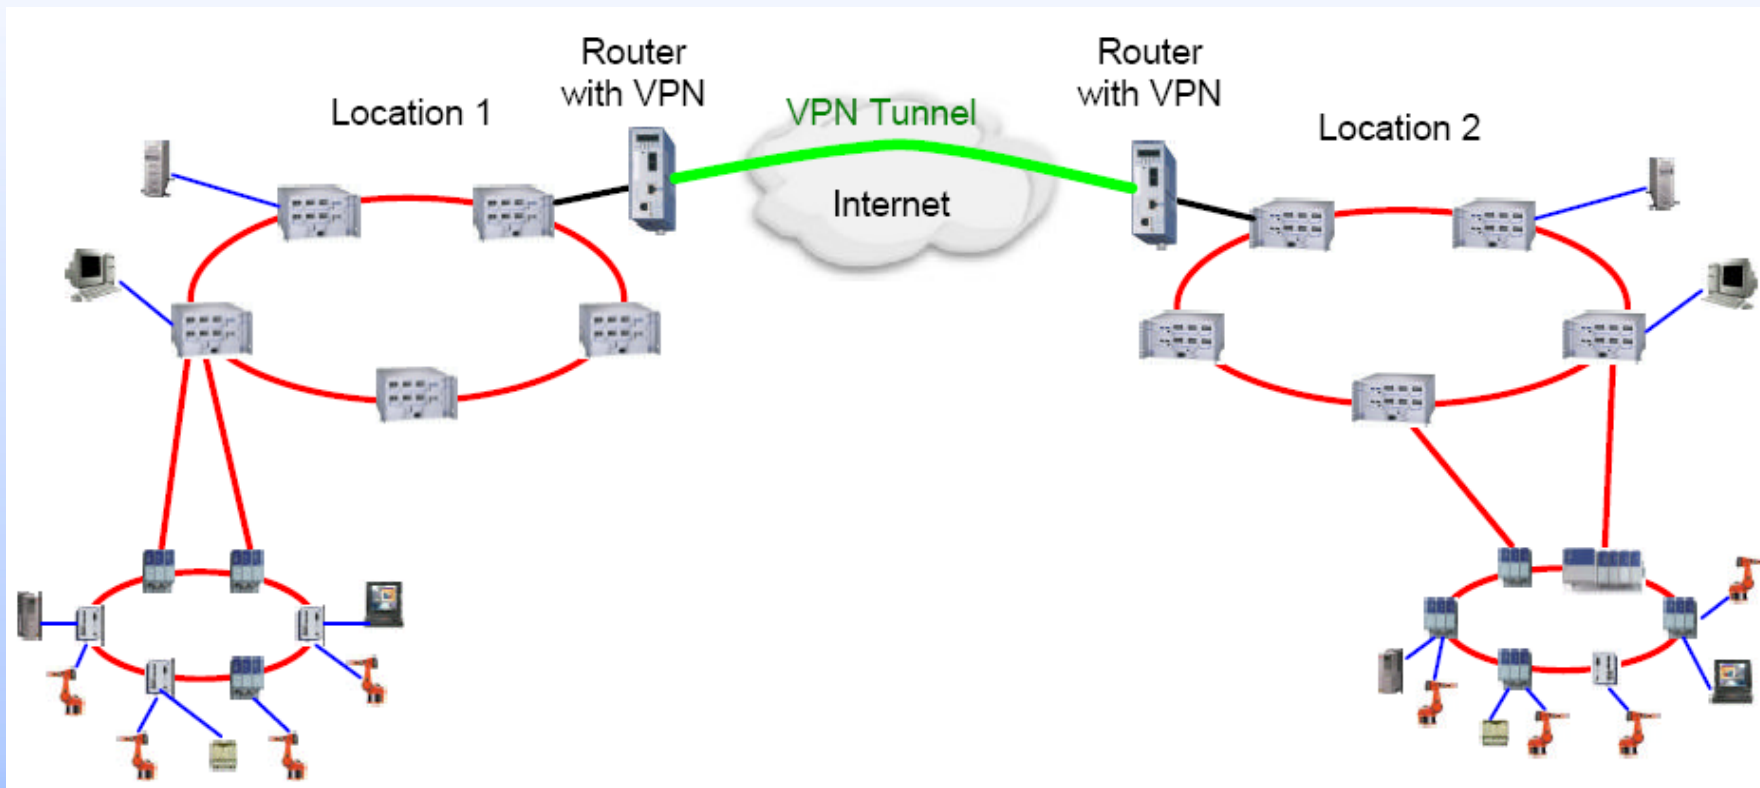 Location 1
Router
with VPN
VPN Tunnel
Internet
Router
with VPN
Location 2